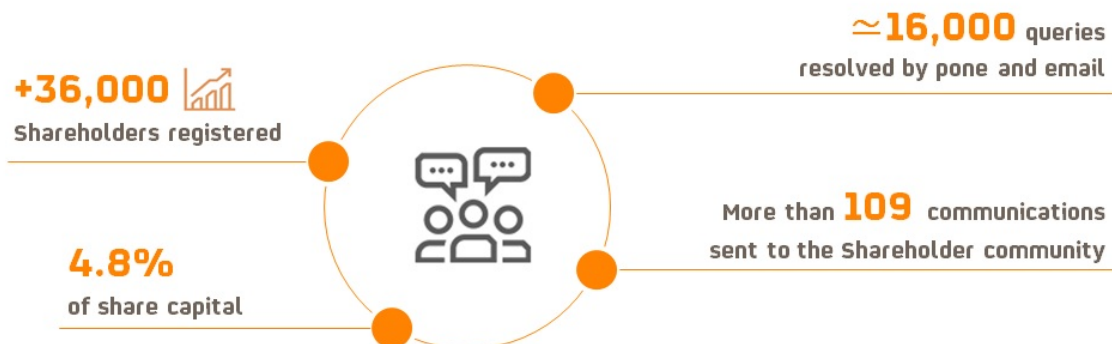 +36,000
Shareholders registered
4.8%
of share capital
≃16,000 queries
resolved by pone and email
More than 109 communications
sent to the Shareholder community